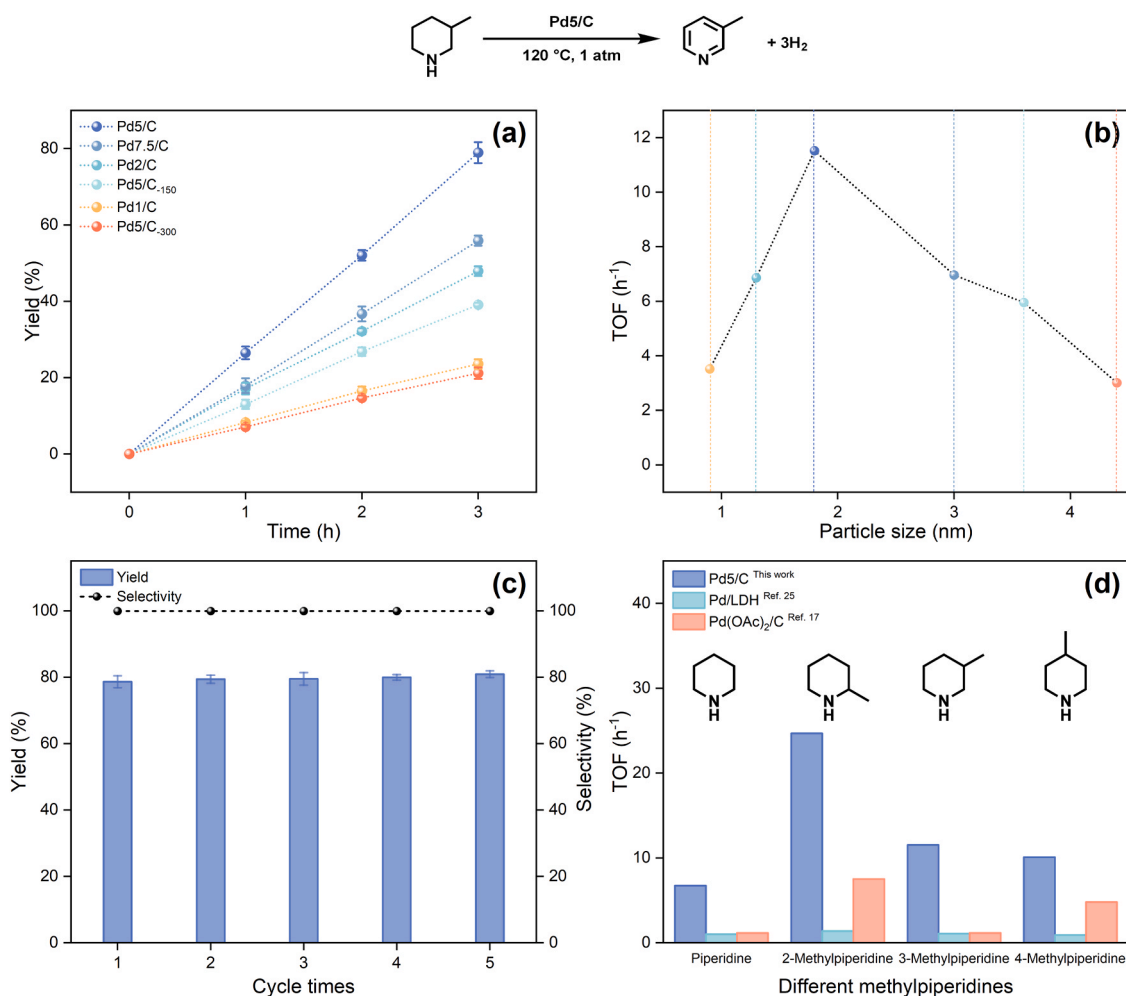 Pd5/C
120 °C, 1 atm
N
H
N
+ 3H₂
(a)
Pd5/C
Pd7.5/C
Pd2/C
Pd5/C-150
Pd1/C
Pd5/C-300
80
60
40
20
0
Yield (%)
0 1 2 3
Time (h)
(b)
12
10
8
6
4
2
0
TOF (h⁻¹)
1 2 3 4
Particle size (nm)
(c)
Yield
Selectivity
100
80
60
40
20
0
Yield (%)
100
80
60
40
20
0
Selectivity (%)
1 2 3 4 5
Cycle times
(d)
Pd5/C This work
Pd/LDH Ref. 25
Pd(OAc)₂/C Ref. 17
40
30
20
10
0
TOF (h⁻¹)
N N N N
H H H H
Piperidine 2-Methylpiperidine 3-Methylpiperidine 4-Methylpiperidine
Different methylpiperidines